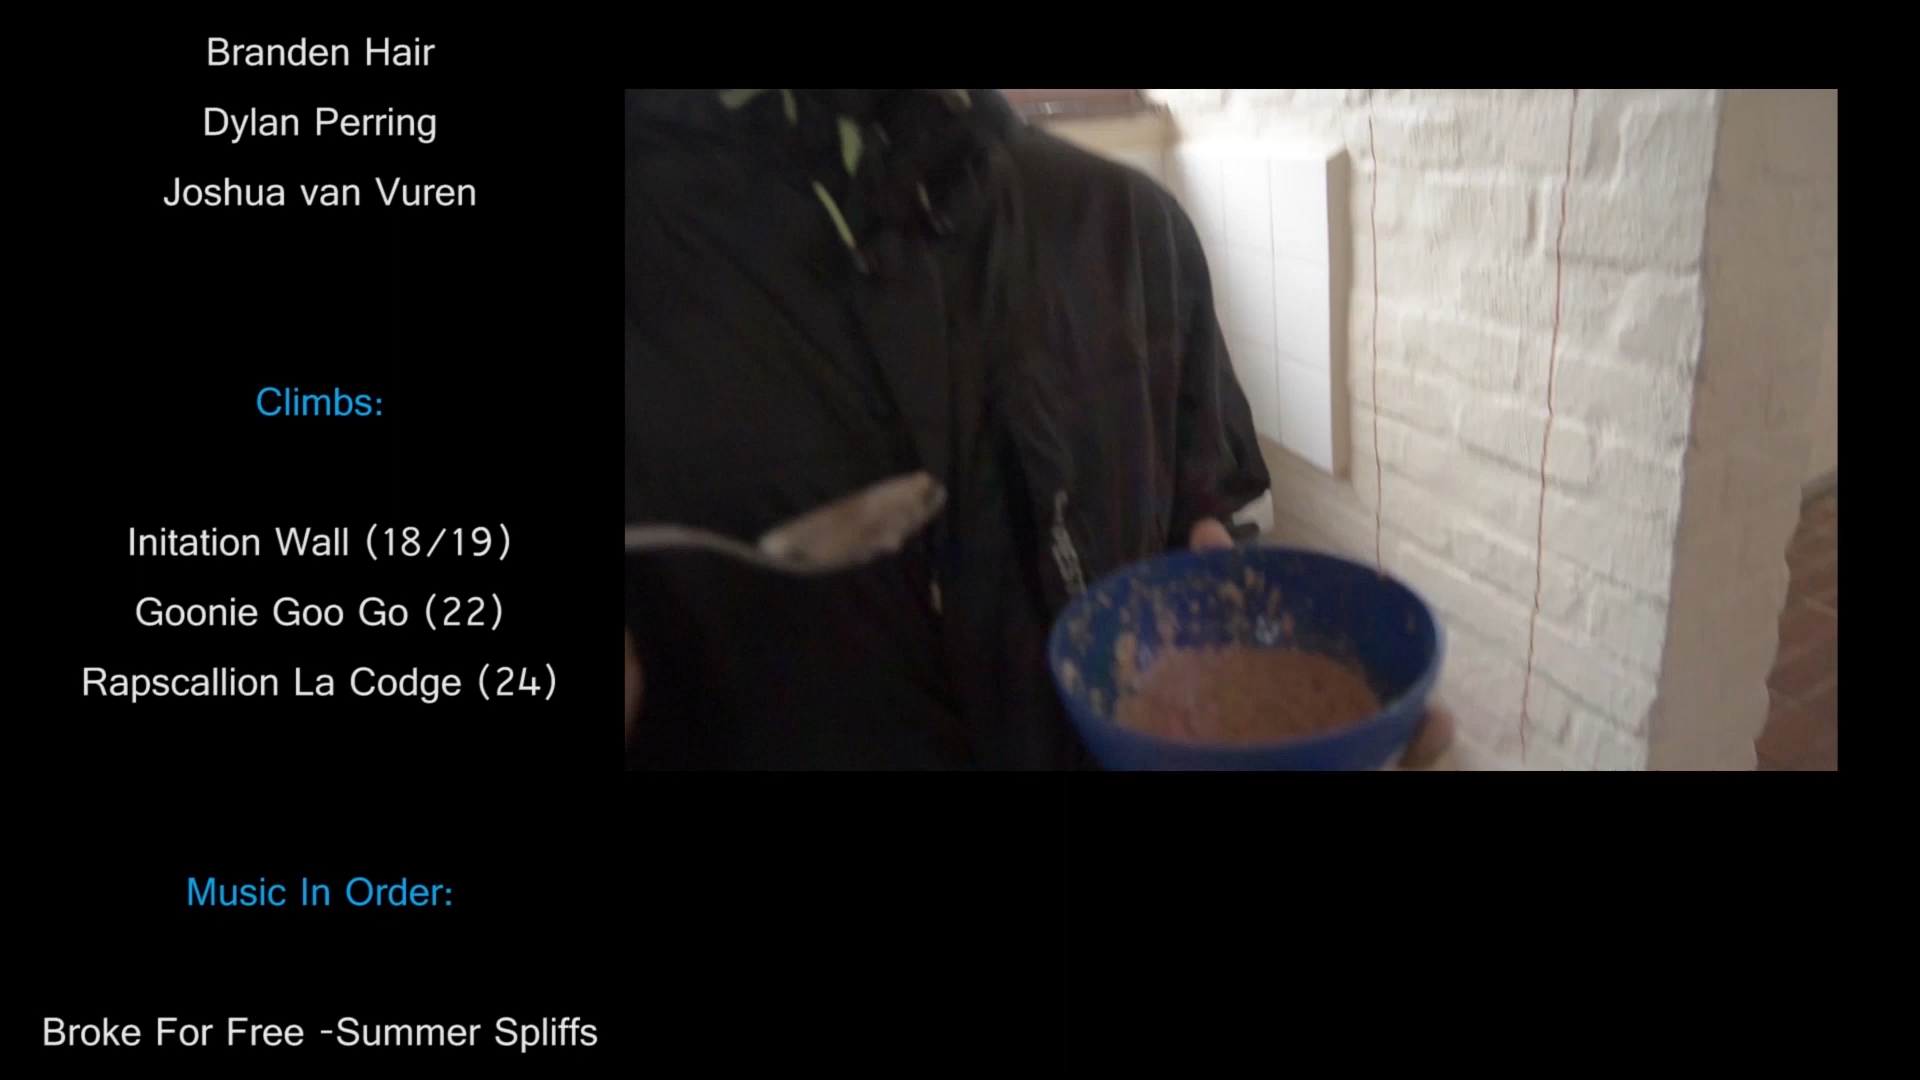 Branden Hair
Dylan Perring
Joshua van Vuren
Climbs:
Initation Wall (18/19)
Goonie Goo Go (22)
Rapscallion La Codge (24)
Music In Order:
Broke For Free -Summer Spliffs